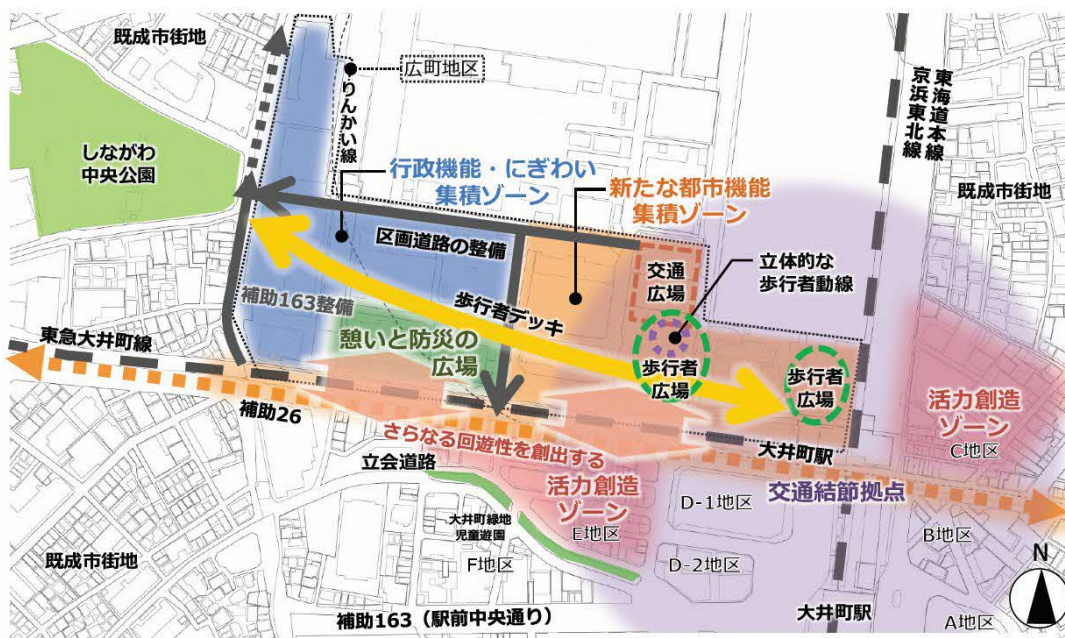 既成市街地
広町地区
りんかい線
東海道本線
京浜東北線
しながわ
中央公園
行政機能・にぎわい
集積ゾーン
新たな都市機能
集積ゾーン
既成市街地
区画道路の整備
交通
広場
立体的な
歩行者動線
補助163整備
歩行者デッキ
東急大井町線
憩いと防災の
広場
歩行者
広場
歩行者
広場
補助26
活力創造
ゾーン
C地区
さらなる回遊性を創出する
大井町駅
立会道路
活力創造
ゾーン
E地区
交通結節拠点
D-1地区
大井町緑地
児童遊園
B地区
既成市街地
F地区
D-2地区
N
補助163（駅前中央通り）
大井町駅
A地区